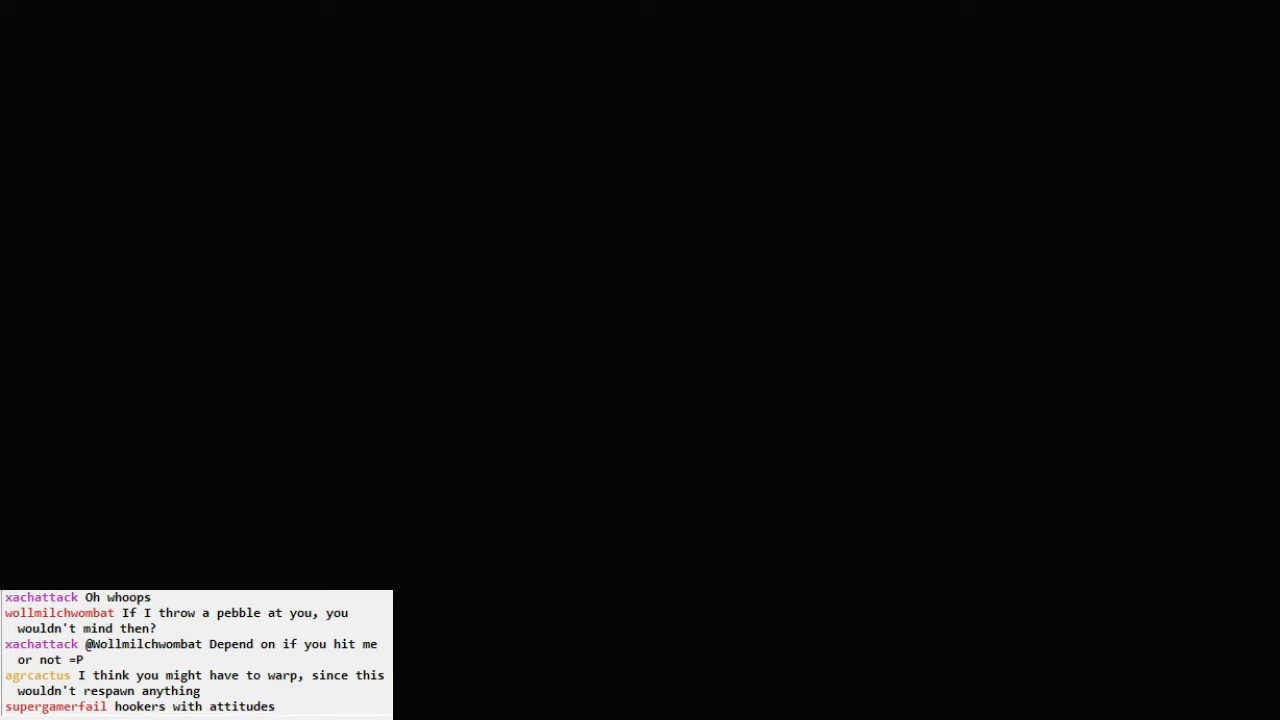 xachattack Oh whoops
wollmilchwombat If I throw a pebble at you, you
wouldn't mind then?
xachattack @Wollmilchwombat Depend on if you hit me
or not =P
agrcactus I think you might have to warp, since this
wouldn't respawn anything
supergamerfail hookers with attitudes